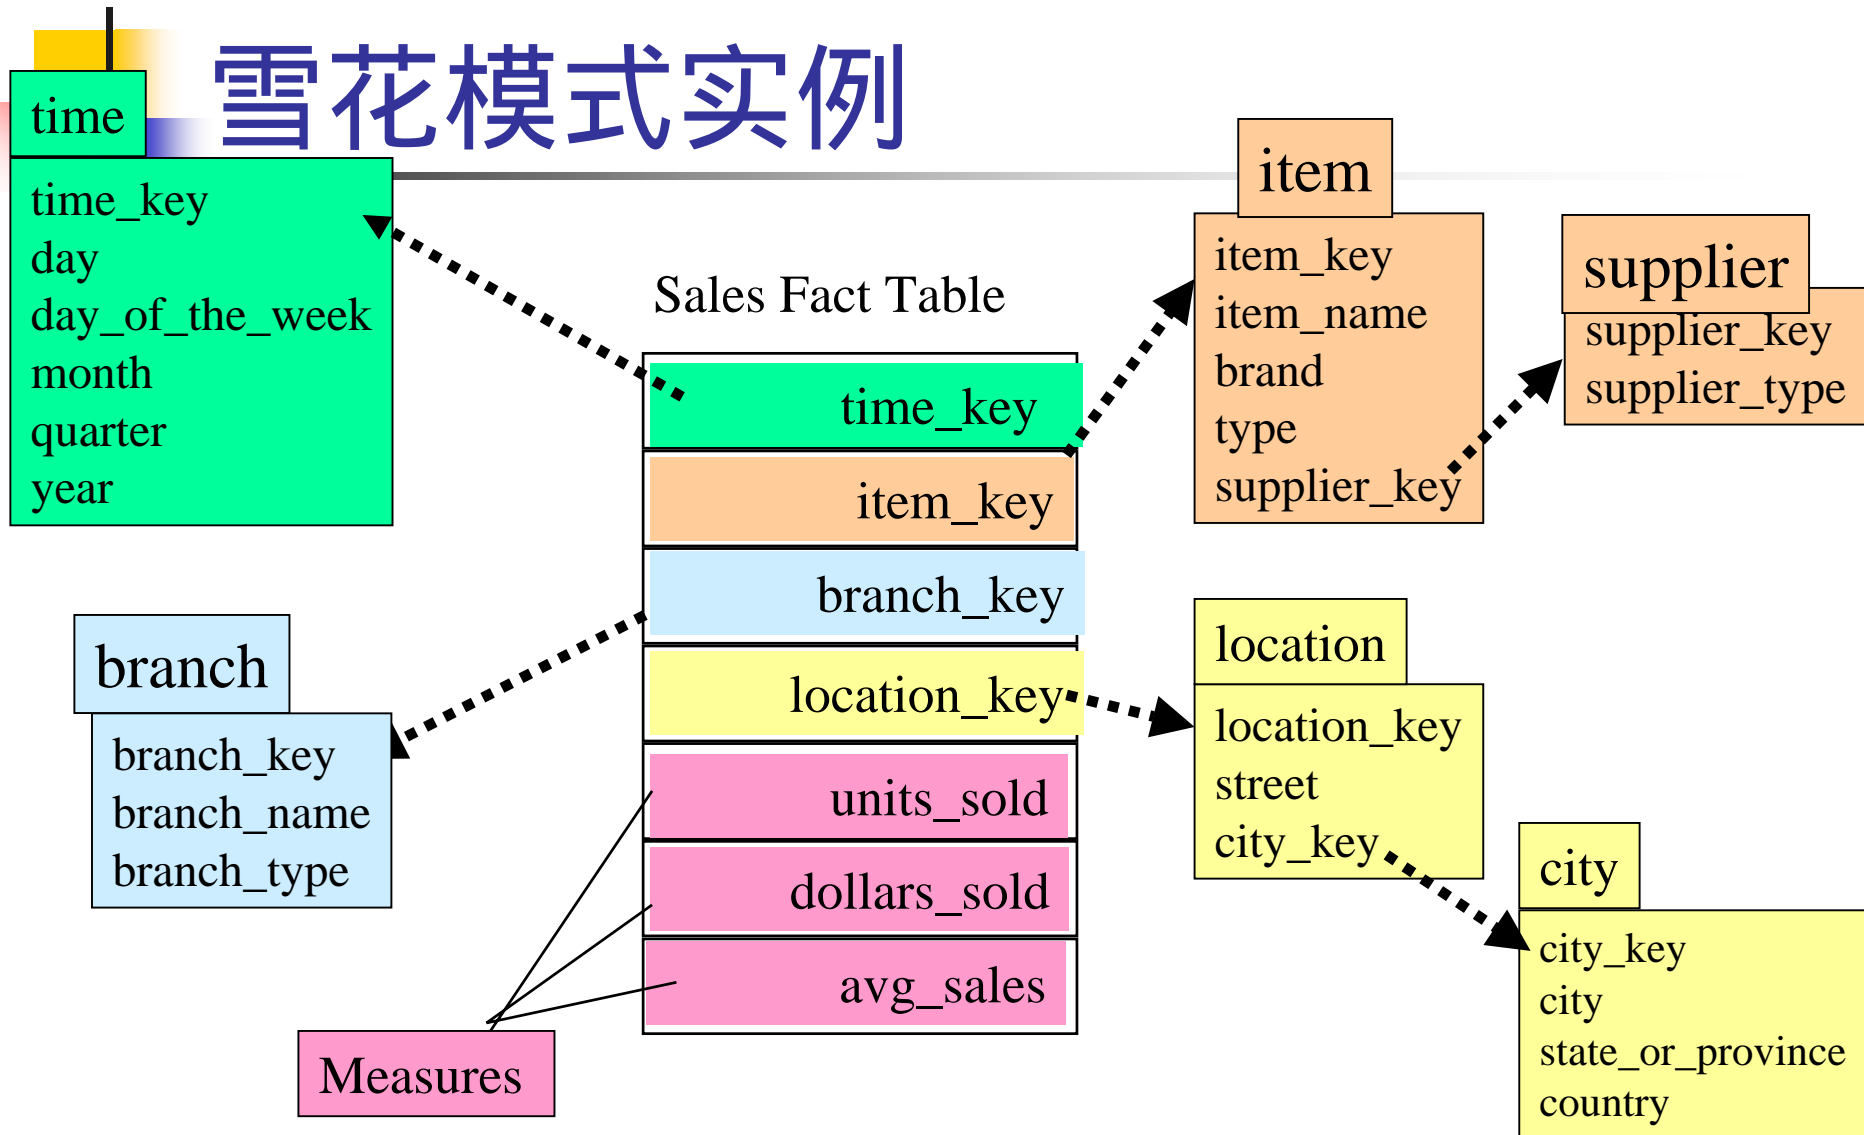 雪花模式实例
time
time_key
day
day_of_the_week
month
quarter
year
Sales Fact Table
time_key
item_key
branch_key
location_key
units_sold
dollars_sold
avg_sales
Measures
branch
branch_key
branch_name
branch_type
item
item_key
item_name
brand
type
supplier_key
supplier
supplier_key
supplier_type
location
location_key
street
city_key
city
city_key
city
state_or_province
country